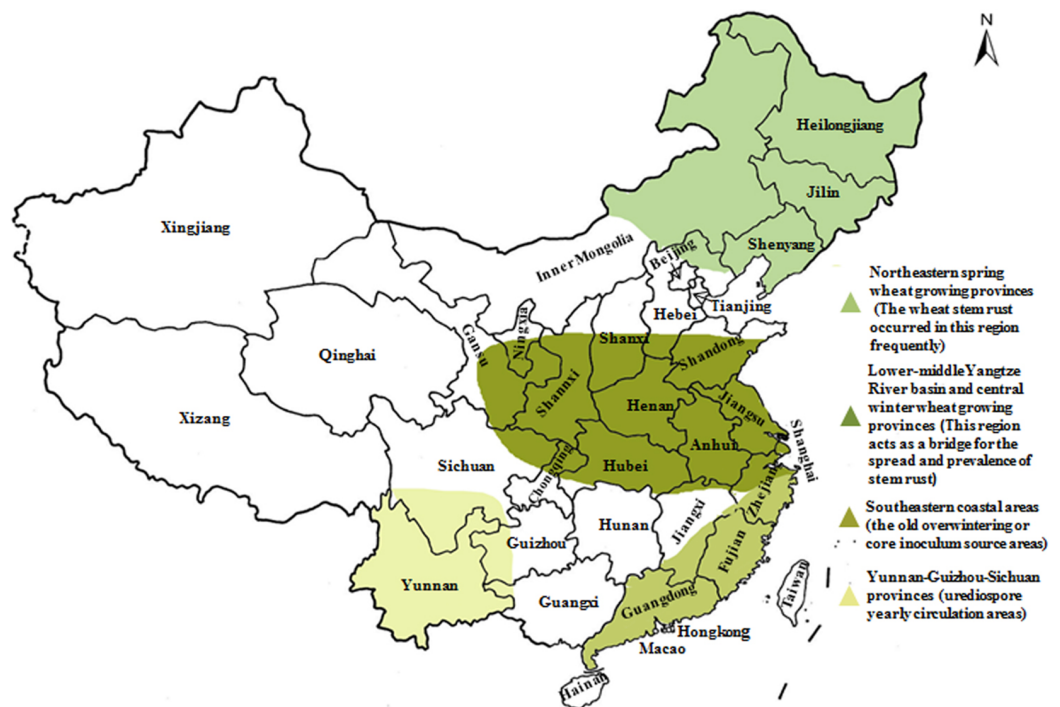 N
Heilongjiang
Jilin
Shenyang
Inner Mongolia
Beijing
Tianjing
Hebei
Xingjiang
Gansu
Ningxia
Shanxi
Shandong
Qinghai
Shannxi
Henan
Jiangsu
Xizang
Anhui
Shanghai
Sichuan
Chongqing
Hubei
Zhejiang
Hunan
Jiangxi
Guizhou
Fujian
Yunnan
Guangxi
Guangdong
Taiwan
Hongkong
Macao
Hainan
Northeastern spring
wheat growing provinces
(The wheat stem rust
occurred in this region
frequently)
Lower-middle Yangtze
River basin and central
winter wheat growing
provinces (This region
acts as a bridge for the
spread and prevalence of
stem rust)
Southeastern coastal areas
(the old overwintering or
core inoculum source areas)
Yunnan-Guizhou-Sichuan
provinces (urediospore
yearly circulation areas)